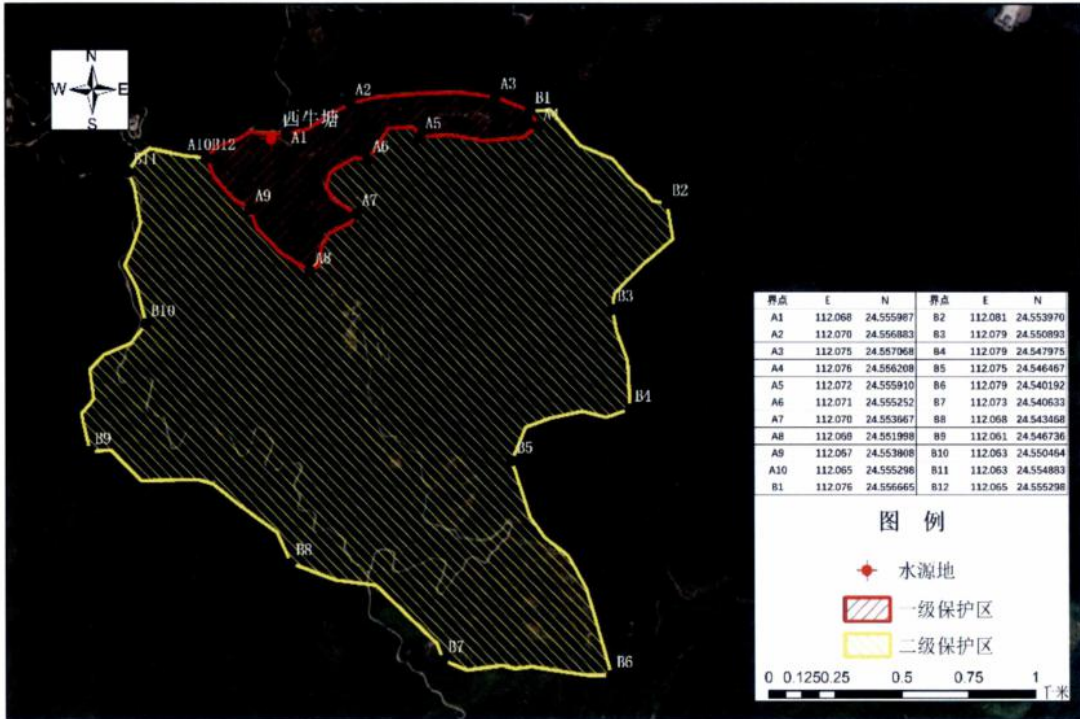 N
W E
S
A2
A3
B1
A4
西牛塘
A1
A5
A10B12
A6
B11
A9
A7
B2
A8
B3
B10
B4
B9
B5
B8
B7
B6
界点 E N 界点 E N
A1 112.068 24.555987 B2 112.081 24.553970
A2 112.070 24.556883 B3 112.079 24.550893
A3 112.075 24.557068 B4 112.079 24.547975
A4 112.076 24.556208 B5 112.075 24.546467
A5 112.072 24.555910 B6 112.079 24.540192
A6 112.071 24.555252 B7 112.073 24.540633
A7 112.070 24.553667 B8 112.068 24.543468
A8 112.069 24.551998 B9 112.061 24.546736
A9 112.067 24.553808 B10 112.063 24.550464
A10 112.065 24.555298 B11 112.063 24.554883
B1 112.076 24.556665 B12 112.065 24.555298
图 例
水源地
一级保护区
二级保护区
0 0.1250.25 0.5 0.75 1
千米